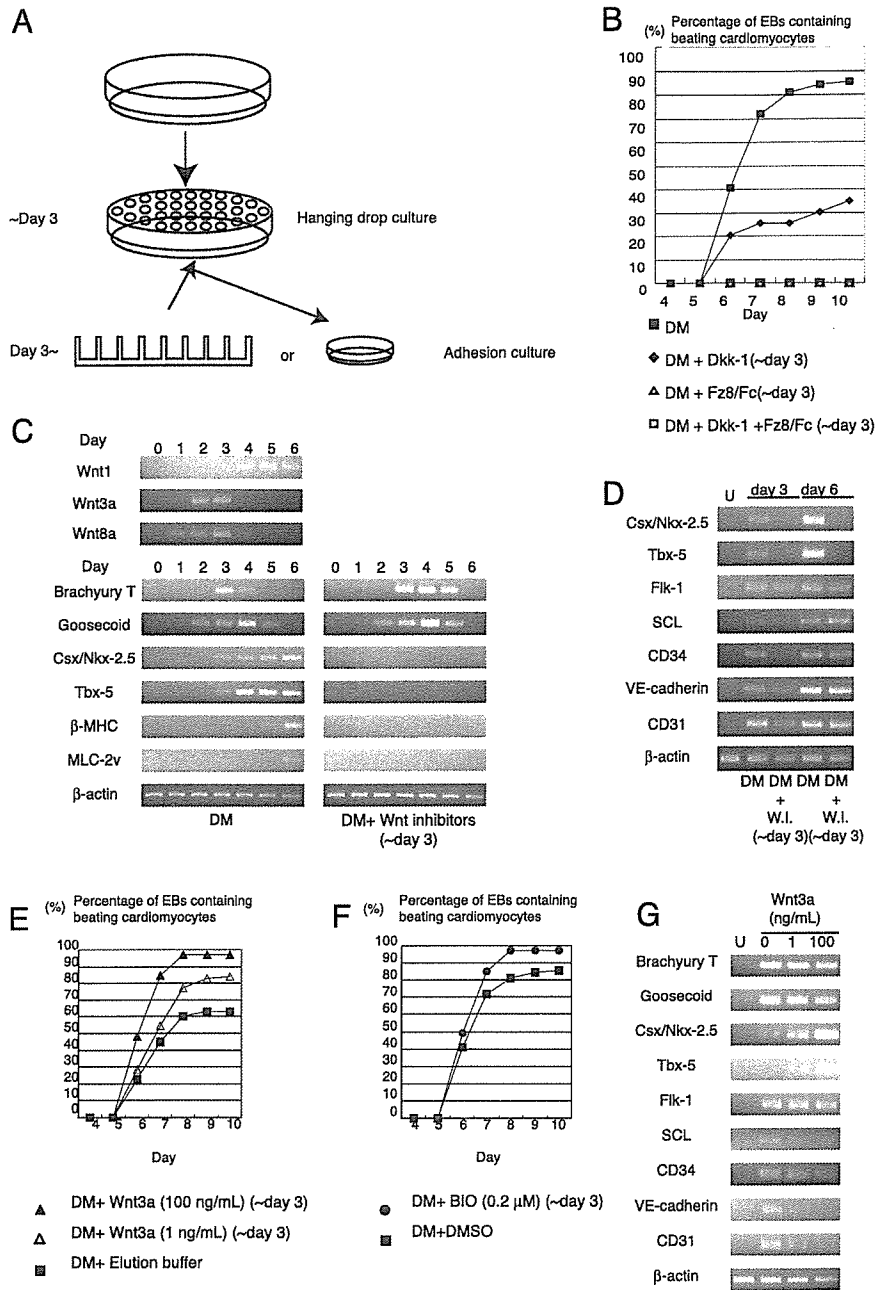 A
~Day 3
Hanging drop culture
Day 3~
or
Adhesion culture
B
(%)
Percentage of EBs containing
beating cardiomyocytes
100
90
80
70
60
50
40
30
20
10
0
4 5 6 7 8 9 10
Day
DM
DM + Dkk-1(~day 3)
DM + Fz8/Fc(~day 3)
DM + Dkk-1 +Fz8/Fc (~day 3)
C
Day
0 1 2 3 4 5 6
Wnt1
Wnt3a
Wnt8a
Day 0 1 2 3 4 5 6 0 1 2 3 4 5 6
Brachyury T
Goosecoid
Csx/Nkx-2.5
Tbx-5
β-MHC
MLC-2v
β-actin
DM
DM+ Wnt inhibitors
(~day 3)
D
U day 3 day 6
Csx/Nkx-2.5
Tbx-5
Flk-1
SCL
CD34
VE-cadherin
CD31
β-actin
DM DM DM DM
+ +
W.I. W.I.
(~day 3)(~day 3)
E
(%)
Percentage of EBs containing
beating cardiomyocytes
100
90
80
70
60
50
40
30
20
10
0
4 5 6 7 8 9 10
Day
DM+ Wnt3a (100 ng/mL) (~day 3)
DM+ Wnt3a (1 ng/mL) (~day 3)
DM+ Elution buffer
F
(%)
Percentage of EBs containing
beating cardiomyocytes
100
90
80
70
60
50
40
30
20
10
0
4 5 6 7 8 9 10
Day
DM+ BIO (0.2 μM) (~day 3)
DM+DMSO
G
Wnt3a
(ng/mL)
U 0 1 100
Brachyury T
Goosecoid
Csx/Nkx-2.5
Tbx-5
Flk-1
SCL
CD34
VE-cadherin
CD31
β-actin